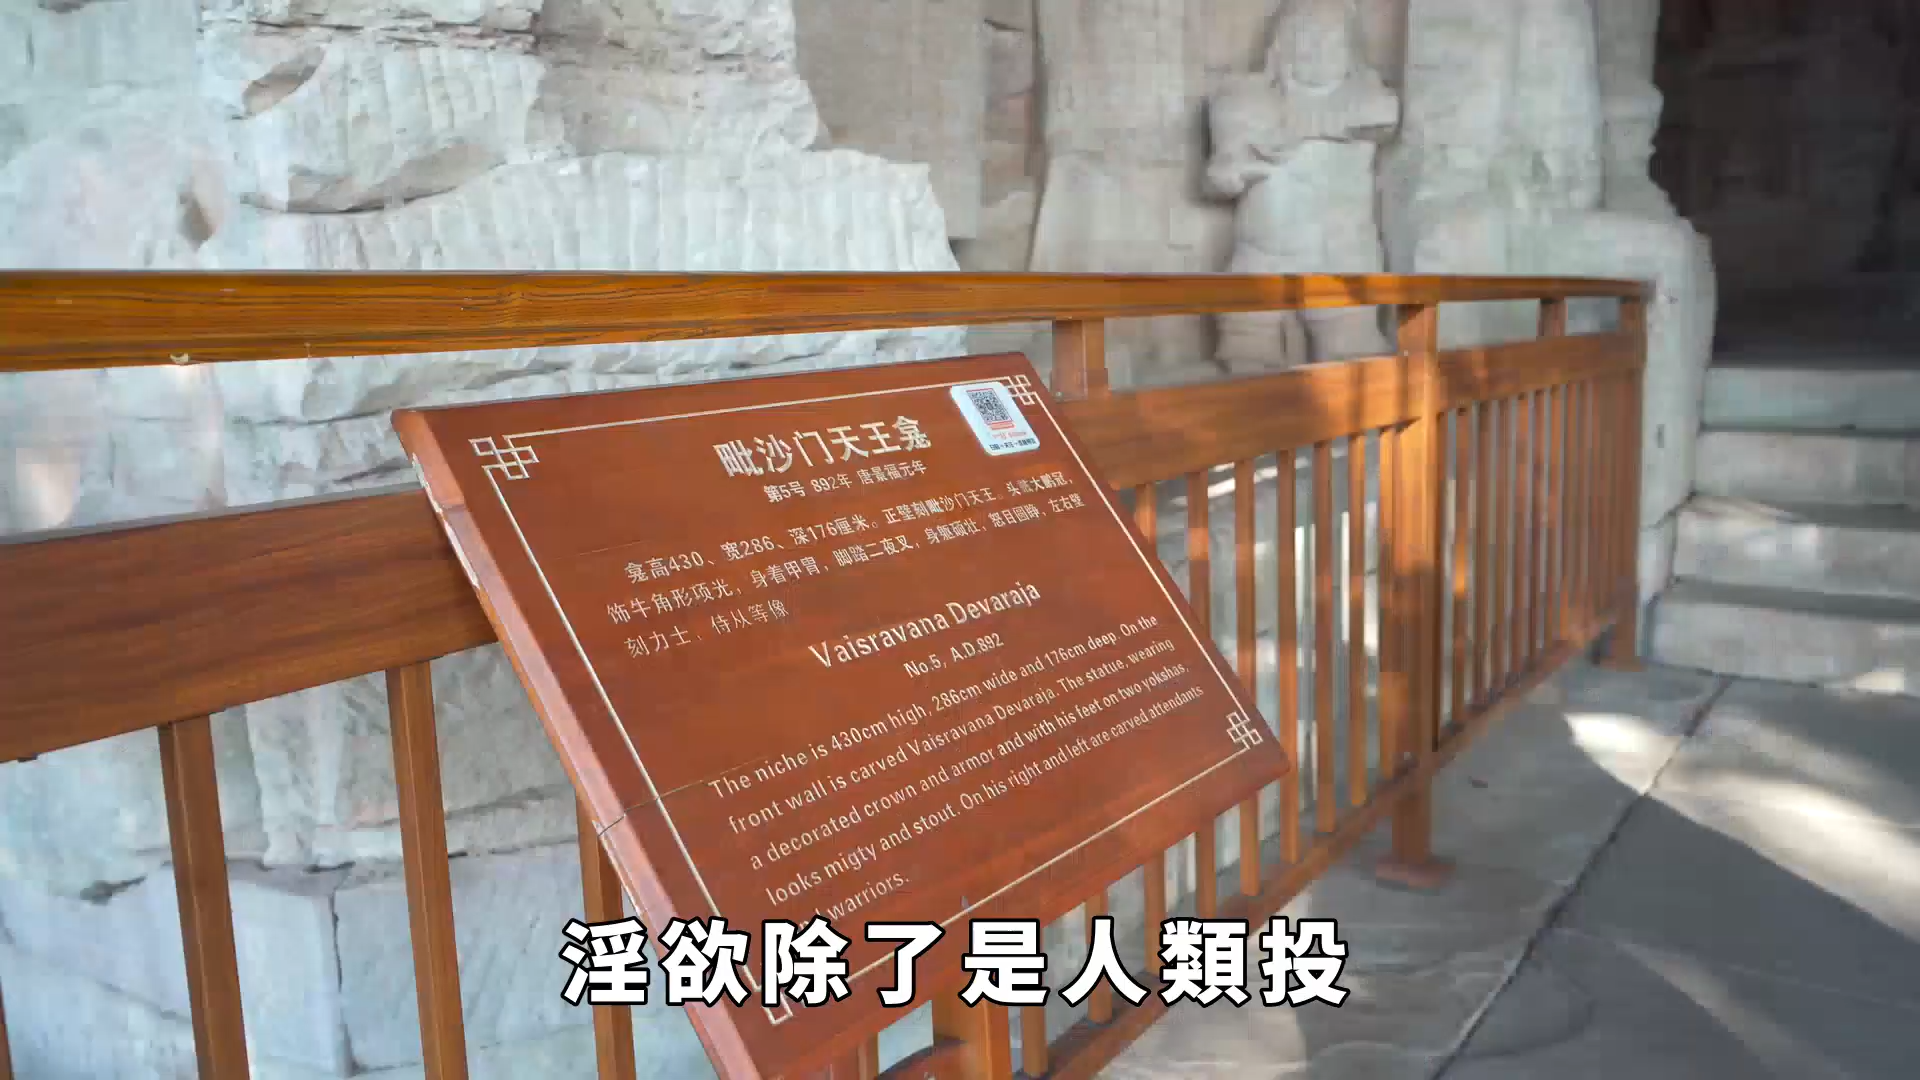 毗沙门天王龛
第5号 892年 唐景福元年
龛高430、宽286、深176厘米。正壁刻毗沙门天王。头戴大鹏冠，
饰牛角形项光，身着甲胄，脚踏二夜叉，身躯硕壮，怒目圆睁，左右壁
刻力士、侍从等像
Vaisravana Devaraja
No.5, A.D.892
The niche is 430cm high, 286cm wide and 176cm deep. On the
front wall is carved Vaisravana Devaraja. The statue, wearing
a decorated crown and armor and with his feet on two yokshas,
looks migty and stout. On his right and left are carved attendants
warriors.
淫欲除了是人類投